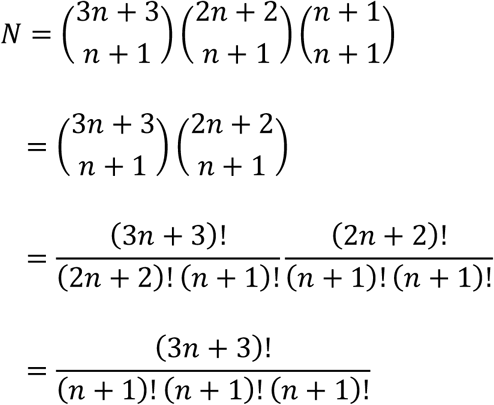 N = \binom{3n + 3}{n + 1} \binom{2n + 2}{n + 1} \binom{n + 1}{n + 1}
= \binom{3n + 3}{n + 1} \binom{2n + 2}{n + 1}
= \frac{(3n + 3)!}{(2n + 2)! (n + 1)!} \frac{(2n + 2)!}{(n + 1)! (n + 1)!}
= \frac{(3n + 3)!}{(n + 1)! (n + 1)! (n + 1)!}